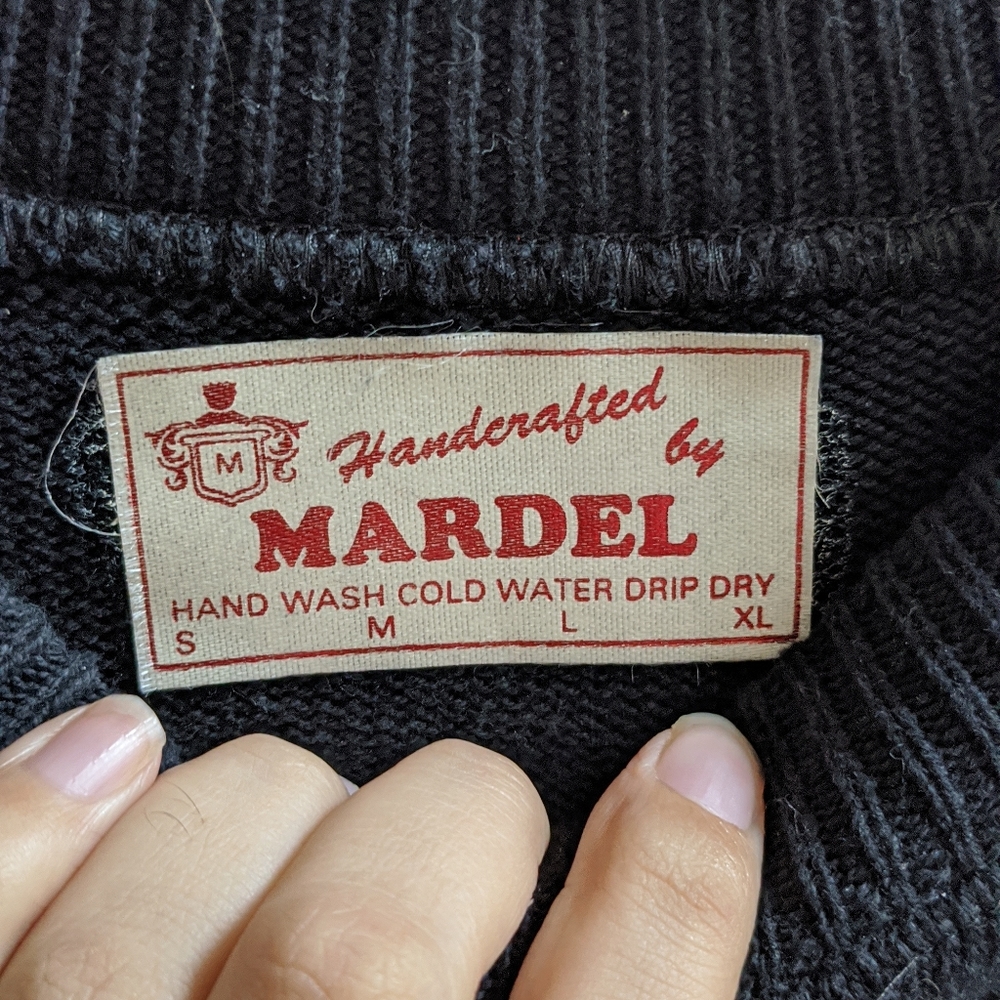 M
Handcrafted
by
MARDEL
HAND WASH COLD WATER DRIP DRY
S M L XL